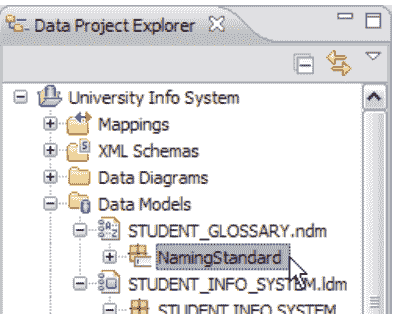 Data Project Explorer
University Info System
Mappings
XML Schemas
Data Diagrams
Data Models
STUDENT_GLOSSARY.ndm
NamingStandard
STUDENT_INFO_SYSTEM.ldm
STUDENT INFO SYSTEM